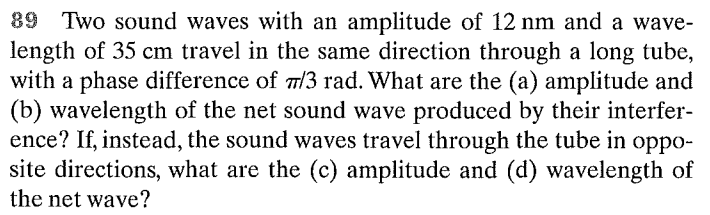 89 Two sound waves with an amplitude of 12 nm and a wave-
length of 35 cm travel in the same direction through a long tube,
with a phase difference of π/3 rad. What are the (a) amplitude and
(b) wavelength of the net sound wave produced by their interfer-
ence? If, instead, the sound waves travel through the tube in oppo-
site directions, what are the (c) amplitude and (d) wavelength of
the net wave?